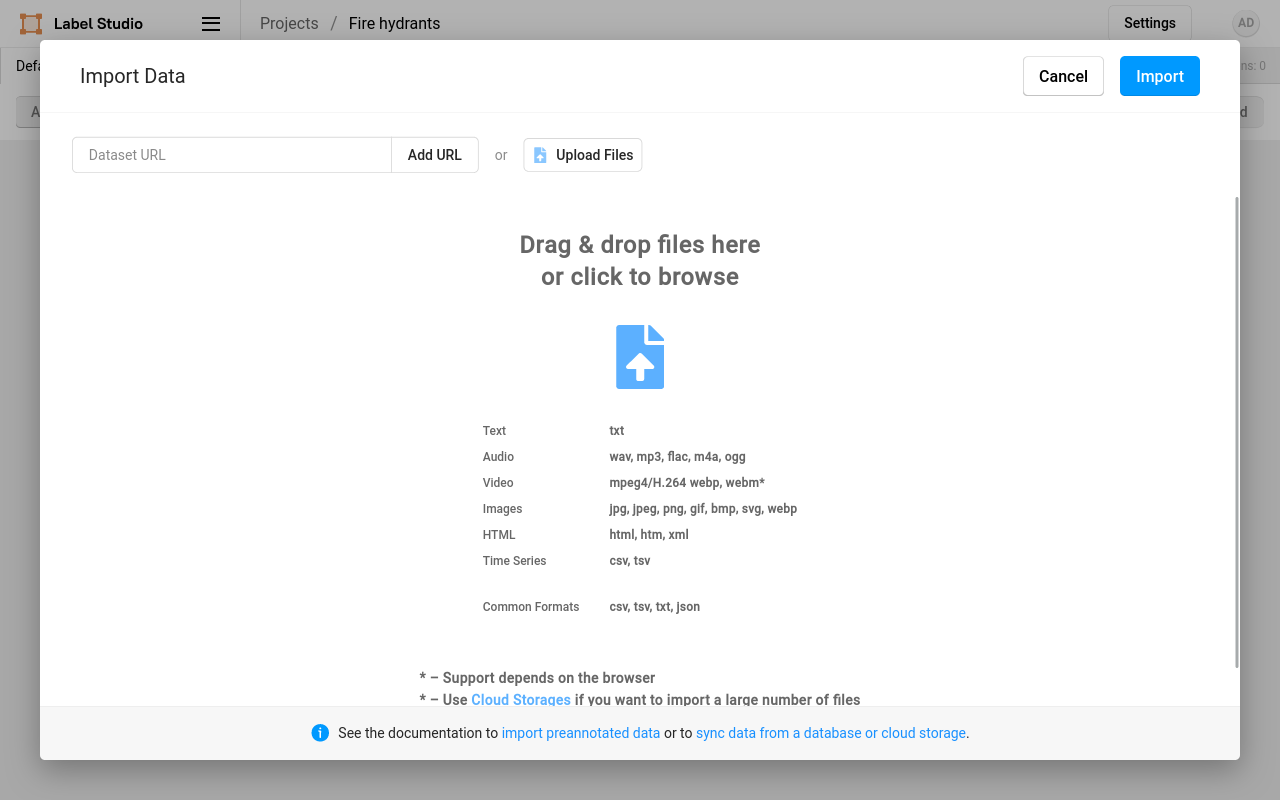 Label Studio
Projects / Fire hydrants
Settings
AD
Defa
ns: 0
A
d
Import Data
Cancel
Import
Dataset URL
Add URL
or
Upload Files
Drag & drop files here
or click to browse
Text txt
Audio wav, mp3, flac, m4a, ogg
Video mpeg4/H.264 webp, webm*
Images jpg, jpeg, png, gif, bmp, svg, webp
HTML html, htm, xml
Time Series csv, tsv
Common Formats csv, tsv, txt, json
* – Support depends on the browser
* – Use Cloud Storages if you want to import a large number of files
See the documentation to import preannotated data or to sync data from a database or cloud storage.